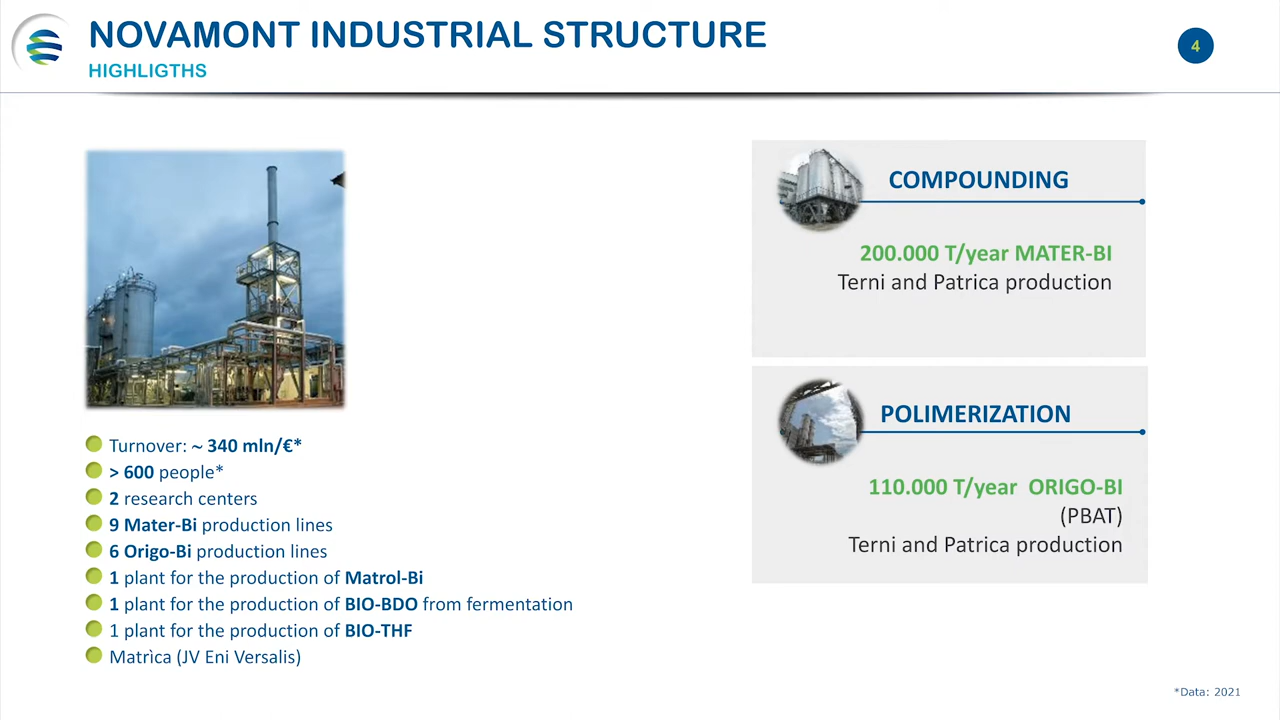 NOVAMONT INDUSTRIAL STRUCTURE
HIGHLIGTHS
4
Turnover: ~ 340 mln/€*
> 600 people*
2 research centers
9 Mater-Bi production lines
6 Origo-Bi production lines
1 plant for the production of Matrol-Bi
1 plant for the production of BIO-BDO from fermentation
1 plant for the production of BIO-THF
Matrìca (JV Eni Versalis)
COMPOUNDING
200.000 T/year MATER-BI
Terni and Patrica production
POLIMERIZATION
110.000 T/year ORIGO-BI
(PBAT)
Terni and Patrica production
*Data: 2021